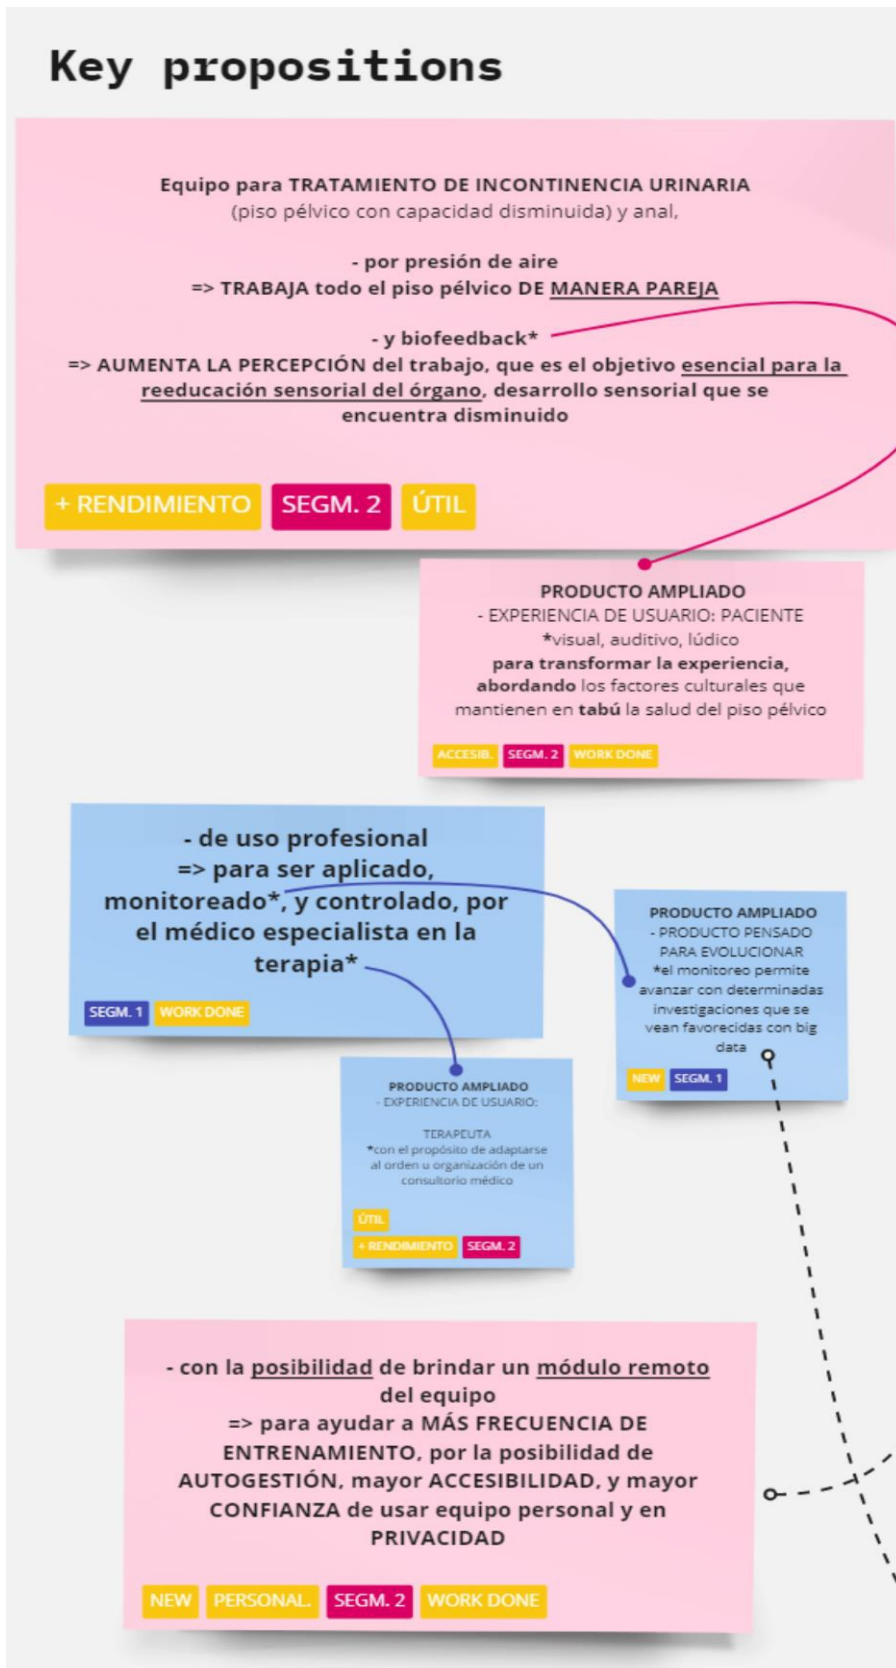 Key propositions
Equipo para TRATAMIENTO DE INCONTINENCIA URINARIA
(piso pélvico con capacidad disminuida) y anal,
- por presión de aire
=> TRABAJA todo el piso pélvico DE MANERA PAREJA
- y biofeedback*
=> AUMENTA LA PERCEPCIÓN del trabajo, que es el objetivo esencial para la
reeducación sensorial del órgano, desarrollo sensorial que se
encuentra disminuido
+ RENDIMIENTO SEGM. 2 ÚTIL
PRODUCTO AMPLIADO
- EXPERIENCIA DE USUARIO: PACIENTE
*visual, auditivo, lúdico
para transformar la experiencia,
abordando los factores culturales que
mantienen en tabú la salud del piso pélvico
ACCESIB. SEGM. 2 WORK DONE
- de uso profesional
=> para ser aplicado,
monitoreado*, y controlado, por
el médico especialista en la
terapia*
SEGM. 1 WORK DONE
PRODUCTO AMPLIADO
- PRODUCTO PENSADO
PARA EVOLUCIONAR
*el monitoreo permite
avanzar con determinadas
investigaciones que se
vean favorecidas con big
data
NEW SEGM. 1
PRODUCTO AMPLIADO
- EXPERIENCIA DE USUARIO:
TERAPEUTA
*con el propósito de adaptarse
al orden u organización de un
consultorio médico
ÚTIL
+ RENDIMIENTO SEGM. 2
- con la posibilidad de brindar un módulo remoto
del equipo
=> para ayudar a MÁS FRECUENCIA DE
ENTRENAMIENTO, por la posibilidad de
AUTOGESTIÓN, mayor ACCESIBILIDAD, y mayor
CONFIANZA de usar equipo personal y en
PRIVACIDAD
NEW PERSONAL. SEGM. 2 WORK DONE